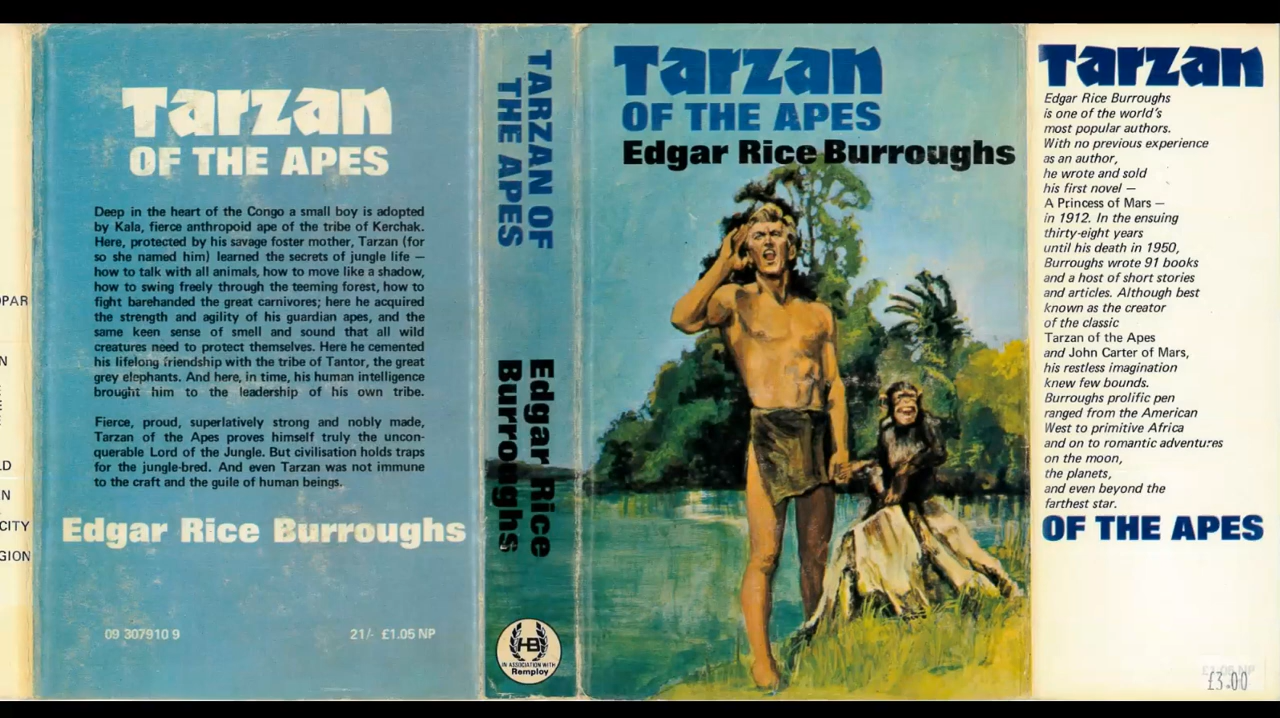 OPAR
N
LD
EN
CITY
GION
Tarzan
OF THE APES
Deep in the heart of the Congo a small boy is adopted
by Kala, fierce anthropoid ape of the tribe of Kerchak.
Here, protected by his savage foster mother, Tarzan (for
so she named him) learned the secrets of jungle life —
how to talk with all animals, how to move like a shadow,
how to swing freely through the teeming forest, how to
fight barehanded the great carnivores; here he acquired
the strength and agility of his guardian apes, and the
same keen sense of smell and sound that all wild
creatures need to protect themselves. Here he cemented
his lifelong friendship with the tribe of Tantor, the great
grey elephants. And here, in time, his human intelligence
brought him to the leadership of his own tribe.
Fierce, proud, superlatively strong and nobly made,
Tarzan of the Apes proves himself truly the uncon-
querable Lord of the Jungle. But civilisation holds traps
for the jungle-bred. And even Tarzan was not immune
to the craft and the guile of human beings.
Edgar Rice Burroughs
09 307910 9
21/- £1.05 NP
TARZAN OF
THE APES
Edgar Rice
Burroughs
HB
IN ASSOCIATION WITH
Remploy
Tarzan
OF THE APES
Edgar Rice Burroughs
Tarzan
Edgar Rice Burroughs
is one of the world's
most popular authors.
With no previous experience
as an author,
he wrote and sold
his first novel —
A Princess of Mars —
in 1912. In the ensuing
thirty-eight years
until his death in 1950,
Burroughs wrote 91 books
and a host of short stories
and articles. Although best
known as the creator
of the classic
Tarzan of the Apes
and John Carter of Mars,
his restless imagination
knew few bounds.
Burroughs prolific pen
ranged from the American
West to primitive Africa
and on to romantic adventures
on the moon,
the planets,
and even beyond the
farthest star.
OF THE APES
£3.00